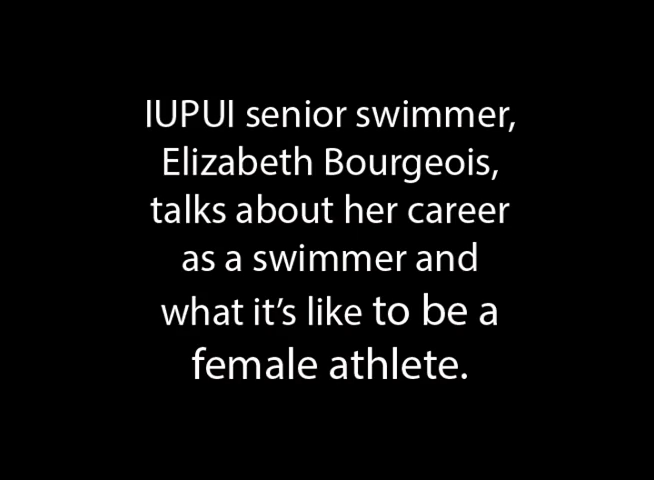 IUPUI senior swimmer,
Elizabeth Bourgeois,
talks about her career
as a swimmer and
what it’s like to be a
female athlete.